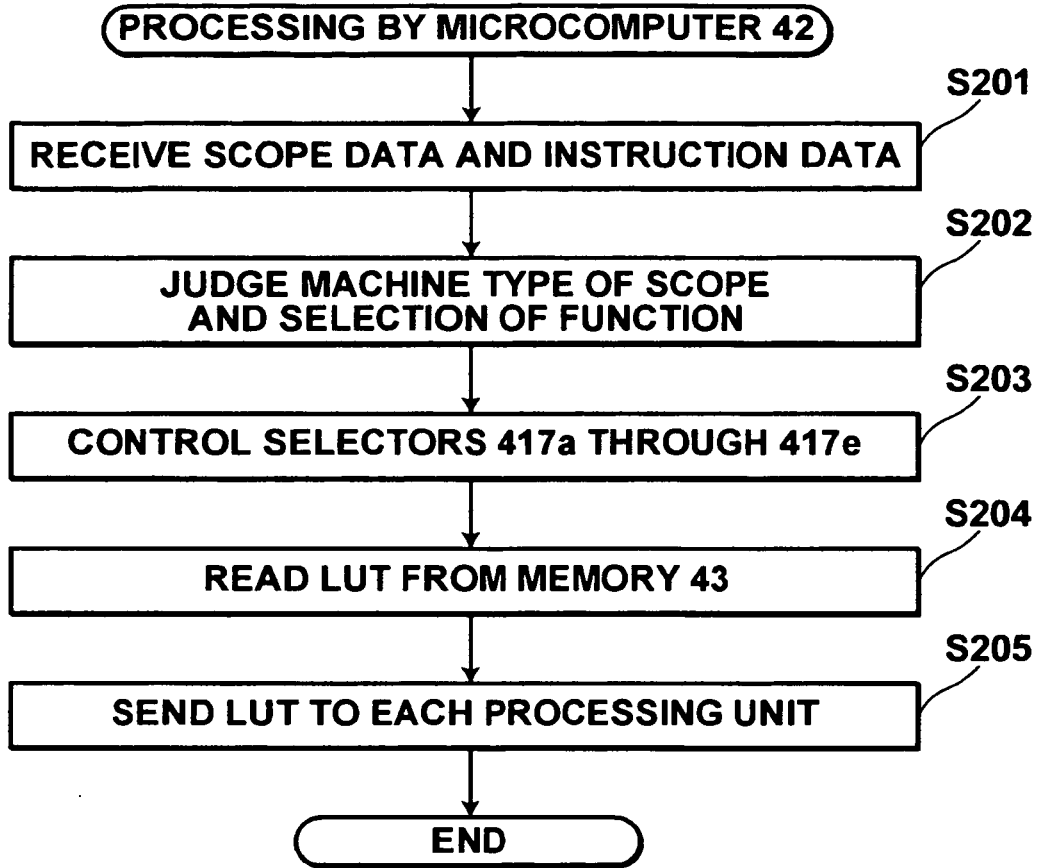 PROCESSING BY MICROCOMPUTER 42
S201
RECEIVE SCOPE DATA AND INSTRUCTION DATA
S202
JUDGE MACHINE TYPE OF SCOPE
AND SELECTION OF FUNCTION
S203
CONTROL SELECTORS 417a THROUGH 417e
S204
READ LUT FROM MEMORY 43
S205
SEND LUT TO EACH PROCESSING UNIT
END